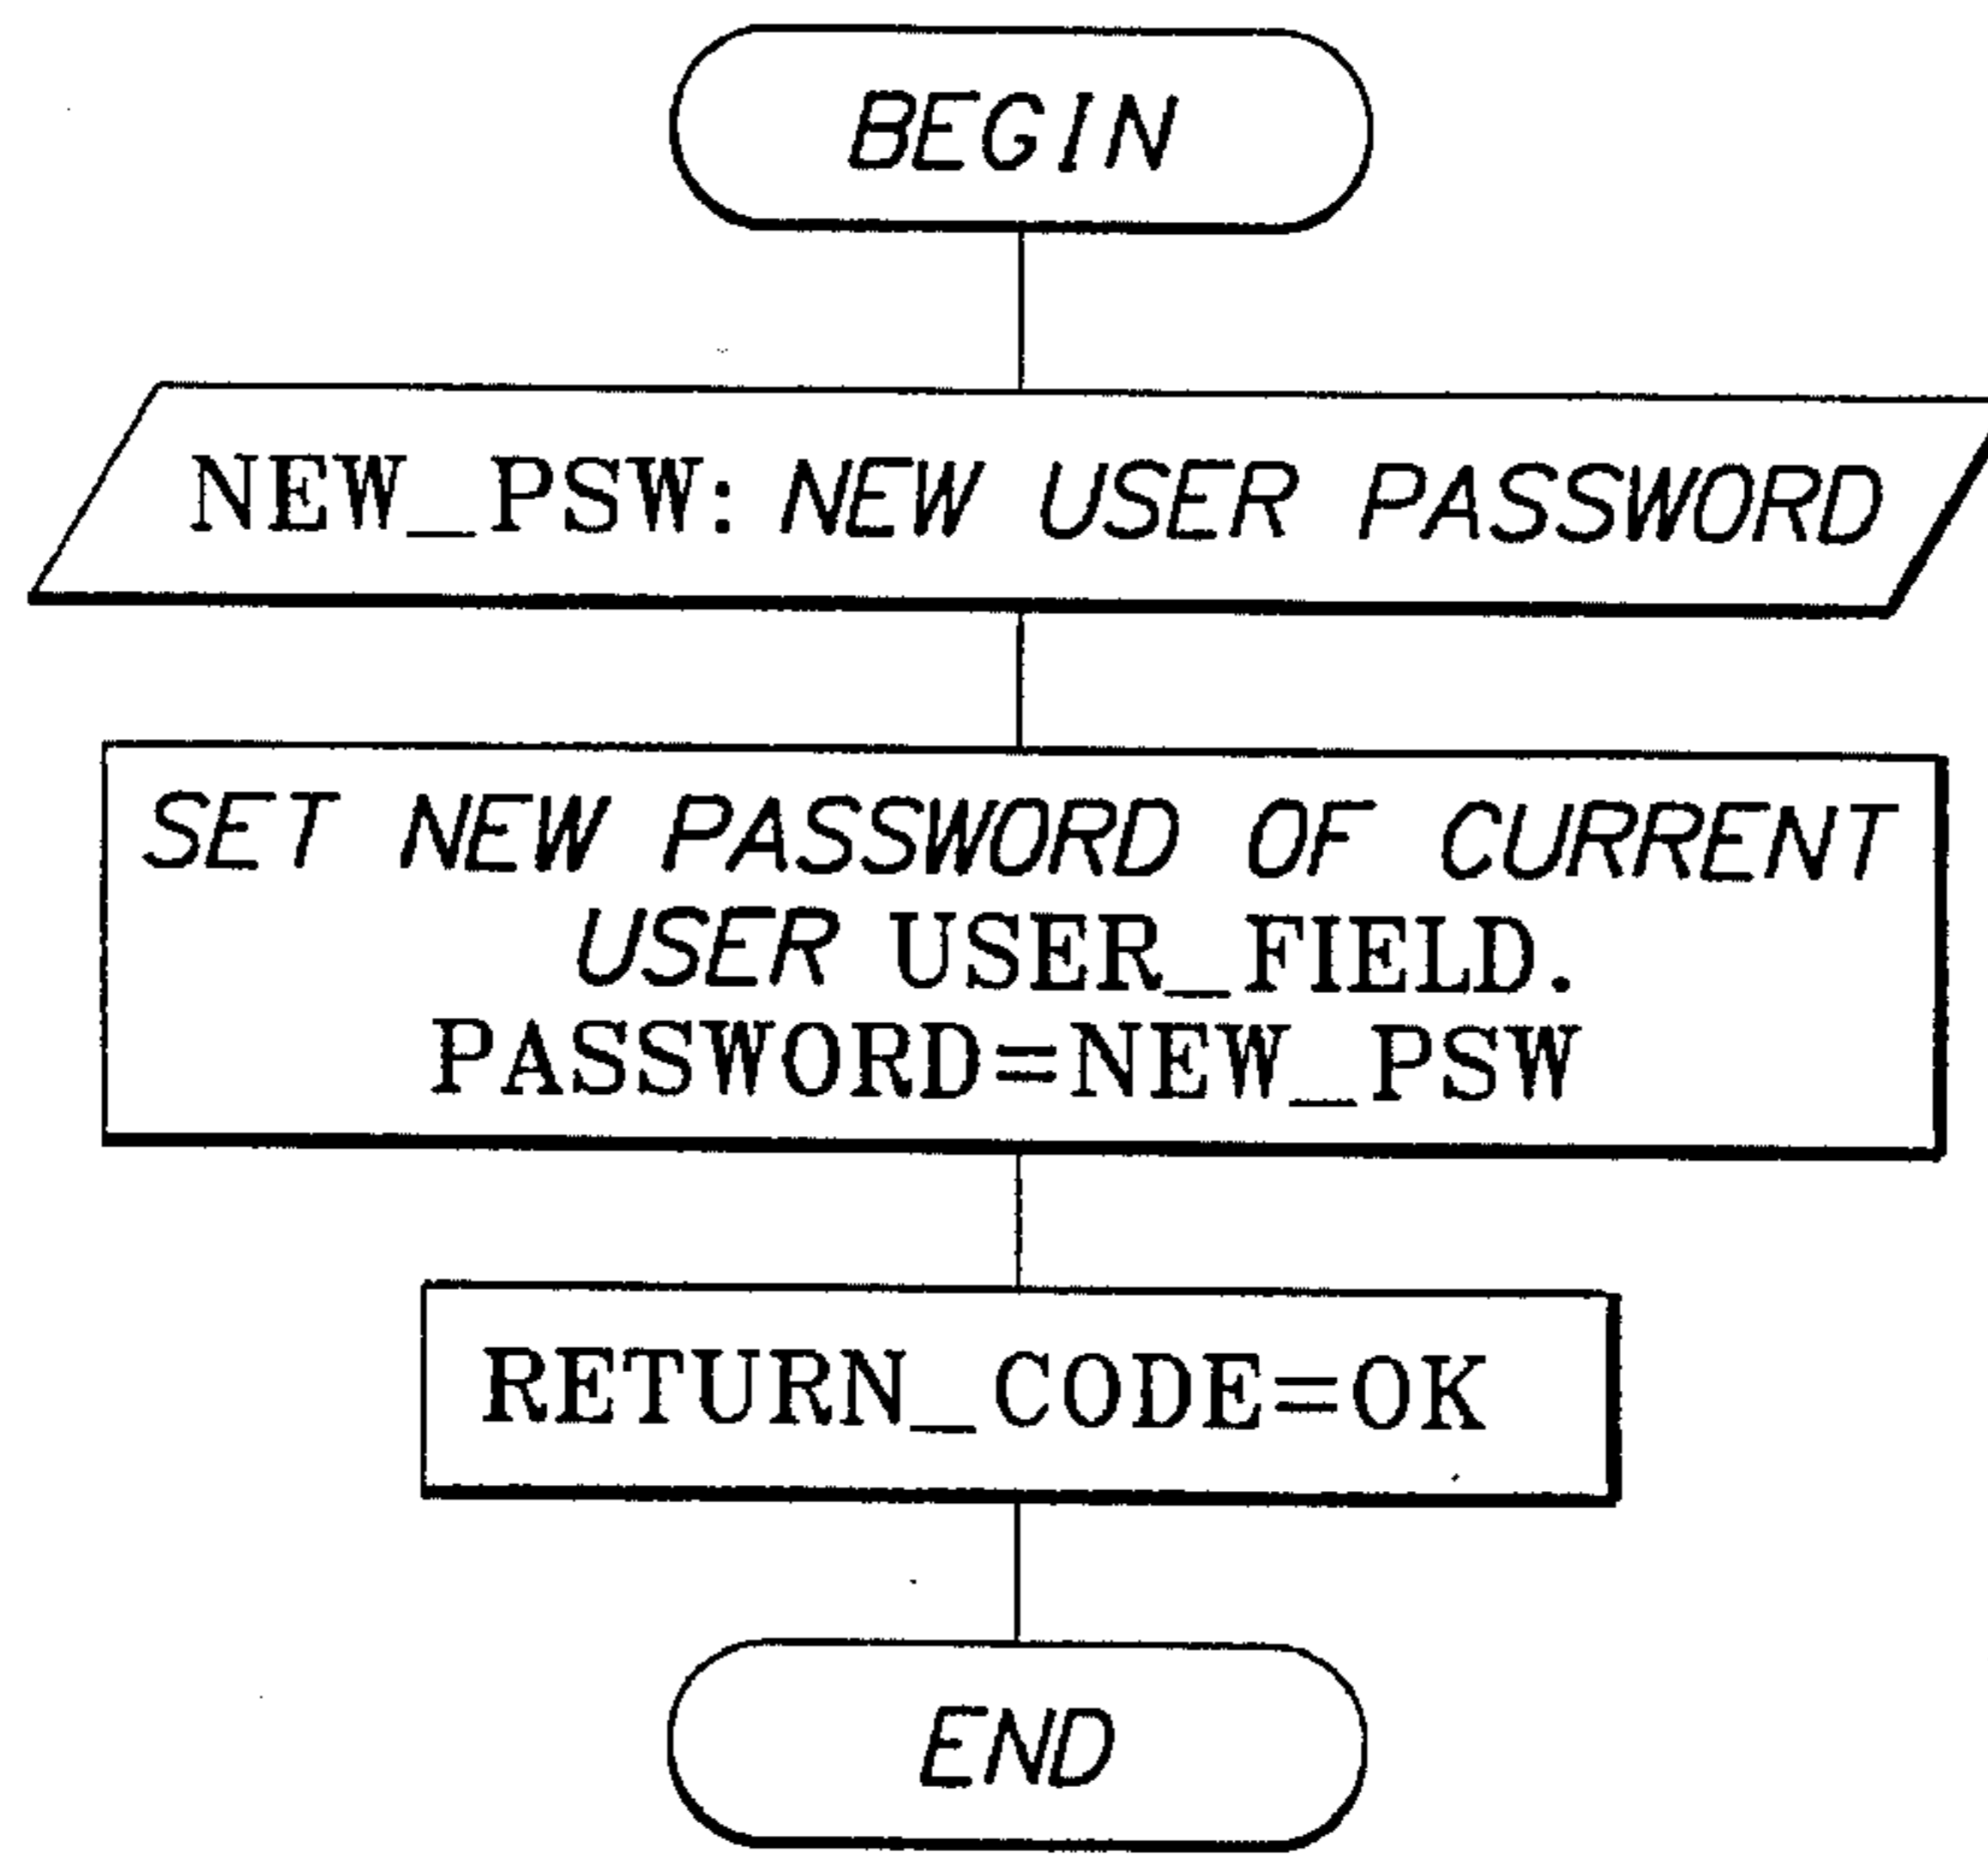 BEGIN
NEW_PSW: NEW USER PASSWORD
SET NEW PASSWORD OF CURRENT
USER USER_FIELD.
PASSWORD=NEW_PSW
RETURN_CODE=OK
END